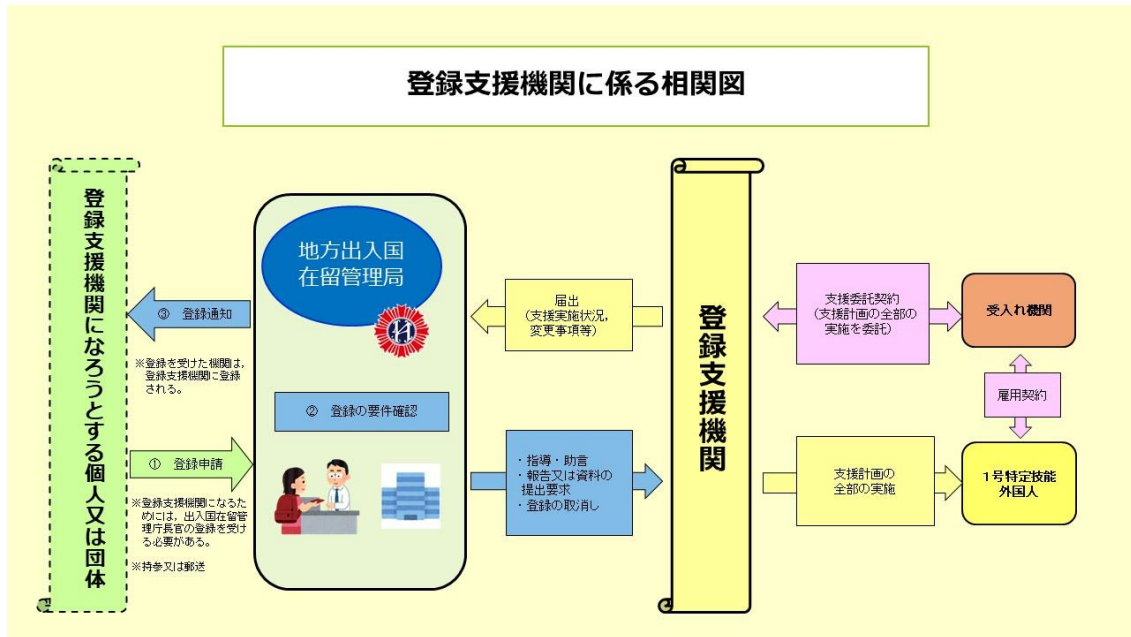 登録支援機関に係る相関図
登録支援機関になろうとする個人又は団体
③ 登録通知
※登録を受けた機関は,
登録支援機関に登録
される。
① 登録申請
※登録支援機関になるた
めには,出入国在留管
理庁長官の登録を受け
る必要がある。
※持参又は郵送
地方出入国
在留管理局
② 登録の要件確認
届出
(支援実施状況,
変更事項等)
・指導・助言
・報告又は資料の
提出要求
・登録の取消し
登録支援機関
支援委託契約
(支援計画の全部の
実施を委託)
受入れ機関
雇用契約
支援計画の
全部の実施
1号特定技能
外国人